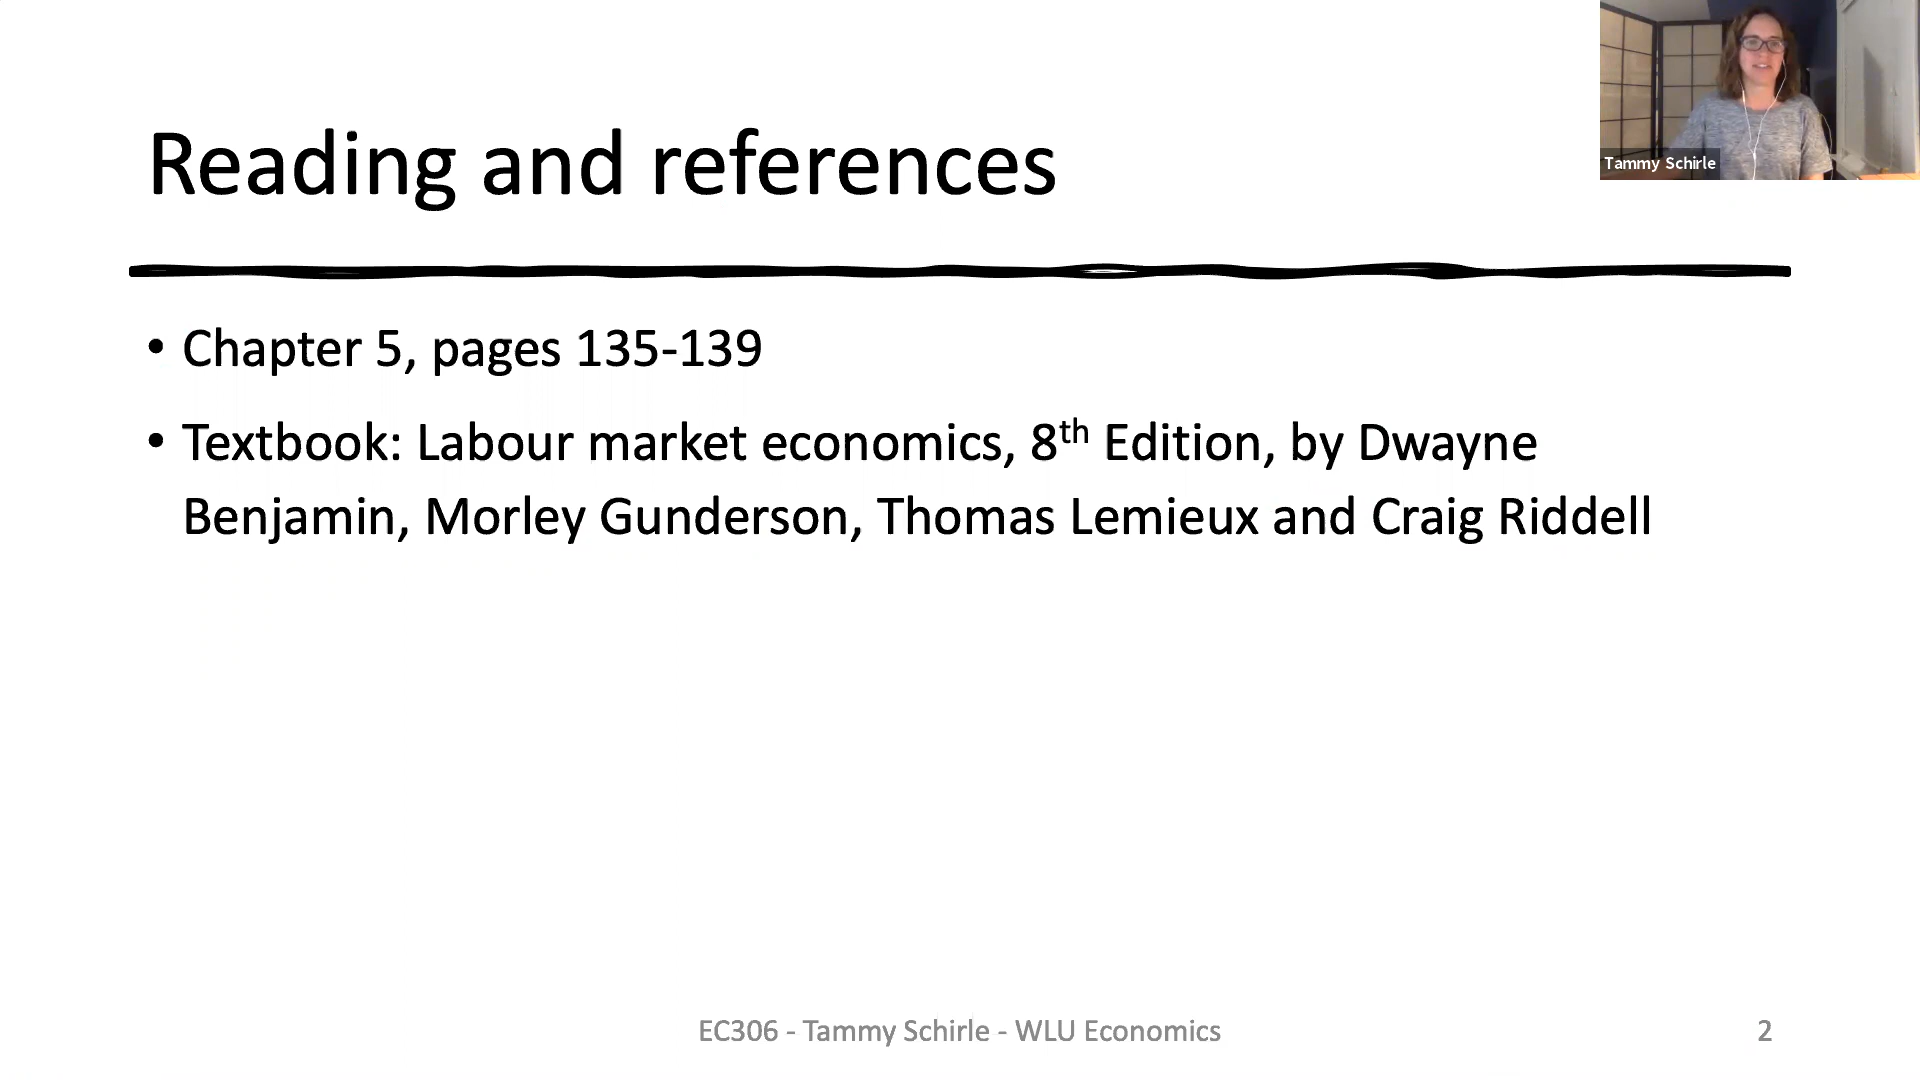 Tammy Schirle
Reading and references
• Chapter 5, pages 135-139
• Textbook: Labour market economics, 8th Edition, by Dwayne
Benjamin, Morley Gunderson, Thomas Lemieux and Craig Riddell
EC306 - Tammy Schirle - WLU Economics
2